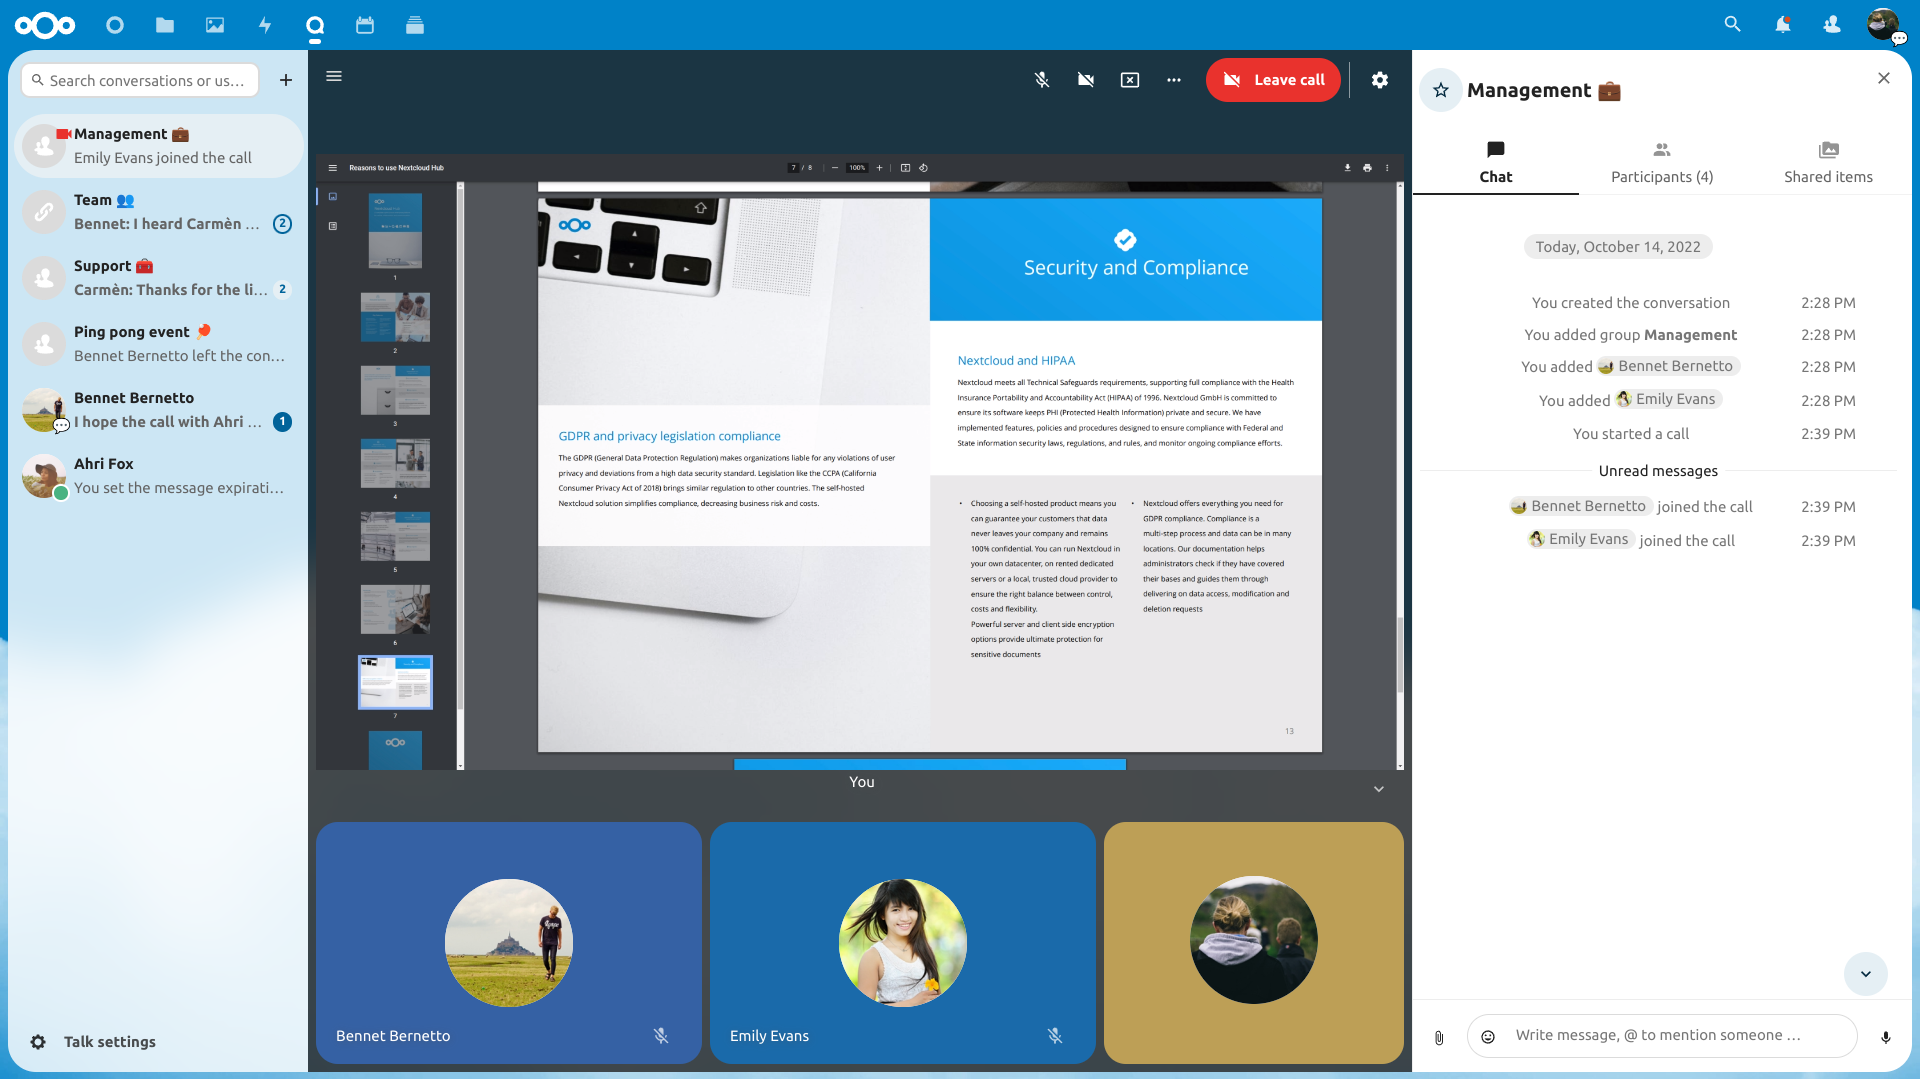 Search conversations or us…
Management 💼
Emily Evans joined the call
Team 👥
Bennet: I heard Carmèn …
2
Support 🧰
Carmèn: Thanks for the li…
2
Ping pong event 🏓
Bennet Bernetto left the con…
Bennet Bernetto
I hope the call with Ahri …
1
Ahri Fox
You set the message expirati…
Talk settings
Leave call
Reasons to use Nextcloud Hub
7 / 8
100%
1
2
3
4
5
6
7
GDPR and privacy legislation compliance
The GDPR (General Data Protection Regulation) makes organizations liable for any violations of user
privacy and deviations from a high data security standard. Legislation like the CCPA (California
Consumer Privacy Act of 2018) brings similar regulation to other countries. The self-hosted
Nextcloud solution simplifies compliance, decreasing business risk and costs.
Security and Compliance
Nextcloud and HIPAA
Nextcloud meets all Technical Safeguards requirements, supporting full compliance with the Health
Insurance Portability and Accountability Act (HIPAA) of 1996. Nextcloud GmbH is committed to
ensure its software keeps PHI (Protected Health Information) private and secure. We have
implemented features, policies and procedures designed to ensure compliance with Federal and
State information security laws, regulations, and rules, and monitor ongoing compliance efforts.
• Choosing a self-hosted product means you
can guarantee your customers that data
never leaves your company and remains
100% confidential. You can run Nextcloud in
your own datacenter, on rented dedicated
servers or a local, trusted cloud provider to
ensure the right balance between control,
costs and flexibility.
Powerful server and client side encryption
options provide ultimate protection for
sensitive documents
• Nextcloud offers everything you need for
GDPR compliance. Compliance is a
multi-step process and data can be in many
locations. Our documentation helps
administrators check if they have covered
their bases and guides them through
delivering on data access, modification and
deletion requests
13
You
Bennet Bernetto
Emily Evans
Management 💼
Chat
Participants (4)
Shared items
Today, October 14, 2022
You created the conversation 2:28 PM
You added group Management 2:28 PM
You added Bennet Bernetto 2:28 PM
You added Emily Evans 2:28 PM
You started a call 2:39 PM
Unread messages
Bennet Bernetto joined the call 2:39 PM
Emily Evans joined the call 2:39 PM
Write message, @ to mention someone …